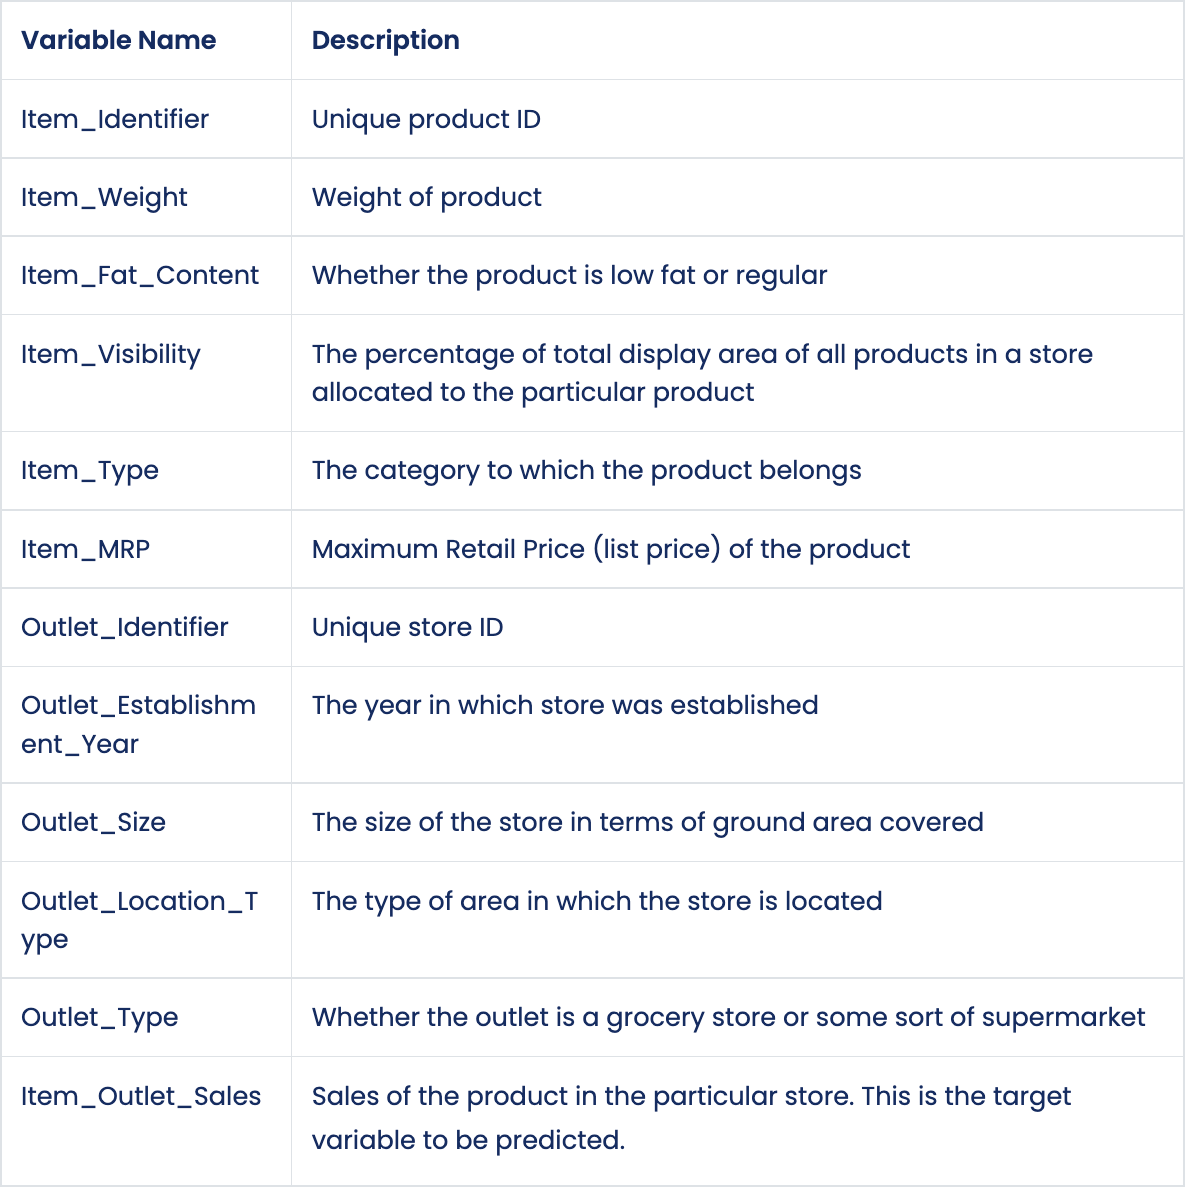 Variable Name Description
Item_Identifier Unique product ID
Item_Weight Weight of product
Item_Fat_Content Whether the product is low fat or regular
Item_Visibility The percentage of total display area of all products in a store
allocated to the particular product
Item_Type The category to which the product belongs
Item_MRP Maximum Retail Price (list price) of the product
Outlet_Identifier Unique store ID
Outlet_Establishm The year in which store was established
ent_Year
Outlet_Size The size of the store in terms of ground area covered
Outlet_Location_T The type of area in which the store is located
ype
Outlet_Type Whether the outlet is a grocery store or some sort of supermarket
Item_Outlet_Sales Sales of the product in the particular store. This is the target
variable to be predicted.